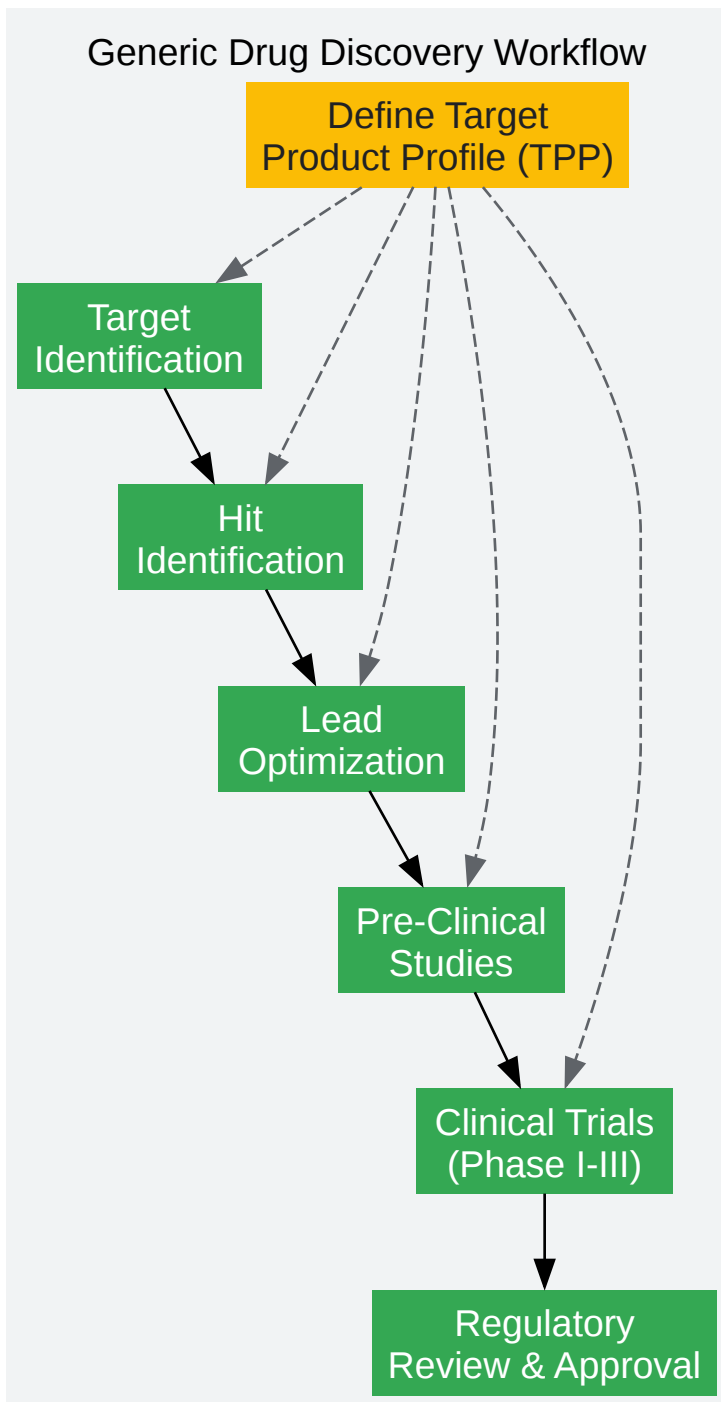 Generic Drug Discovery Workflow
Define Target
Product Profile (TPP)
Target
Identification
Hit
Identification
Lead
Optimization
Pre-Clinical
Studies
Clinical Trials
(Phase I-III)
Regulatory
Review & Approval